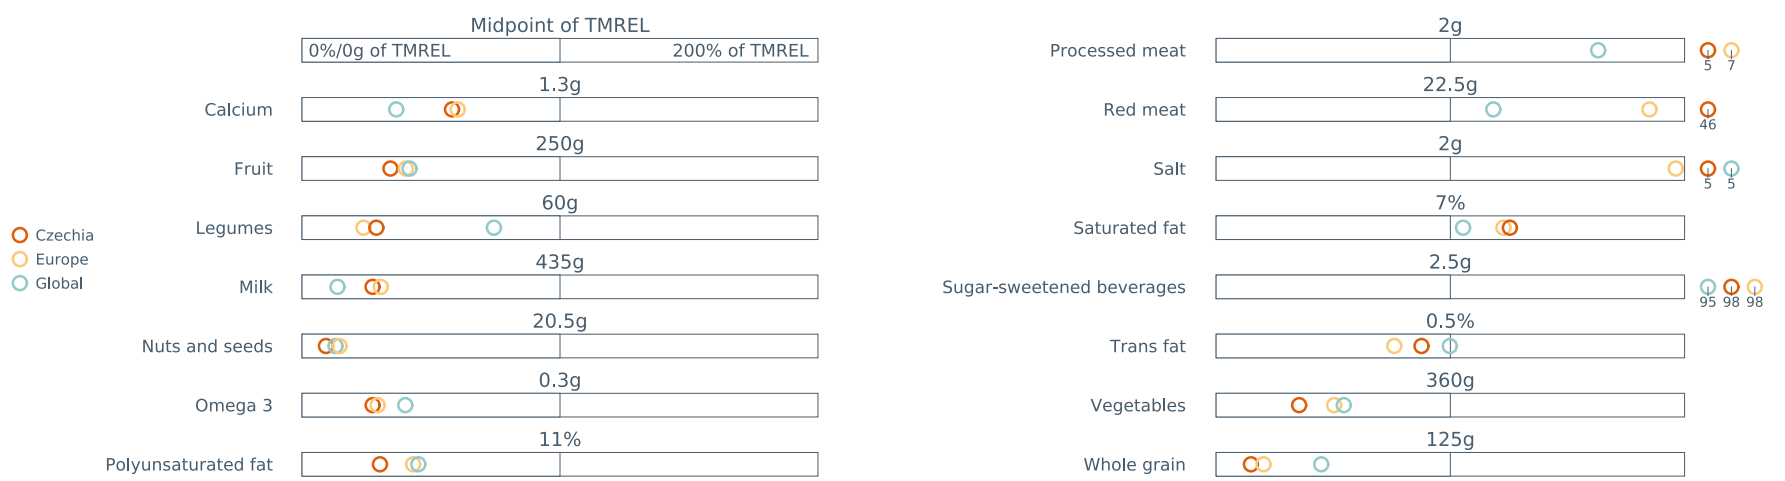 Midpoint of TMREL
0%/0g of TMREL 200% of TMREL
1.3g
Calcium
250g
Fruit
60g
Legumes
435g
Milk
20.5g
Nuts and seeds
0.3g
Omega 3
11%
Polyunsaturated fat
Czechia
Europe
Global
2g
Processed meat
5 7
22.5g
Red meat
46
2g
Salt
5 5
7%
Saturated fat
2.5g
Sugar-sweetened beverages
95 98 98
0.5%
Trans fat
360g
Vegetables
125g
Whole grain